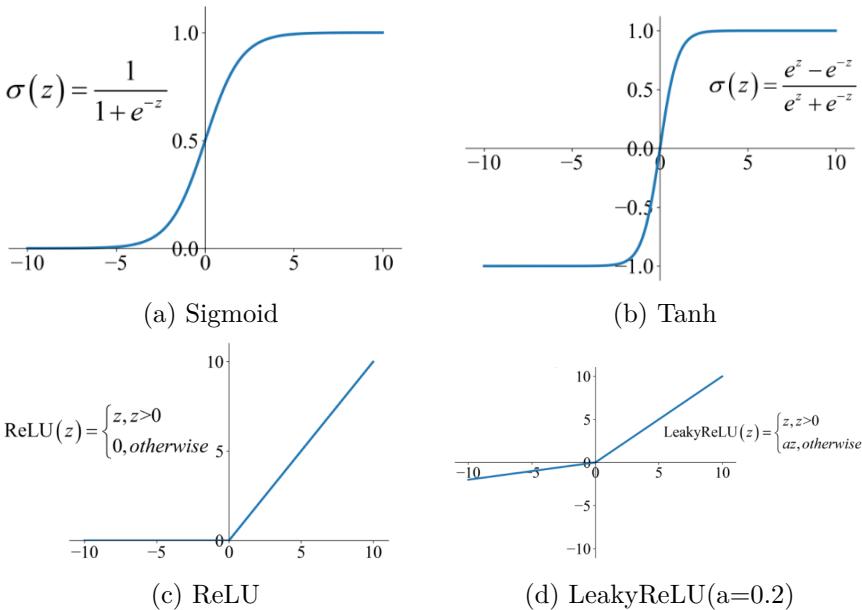 σ(z) = 1 / (1 + e^{-z})
1.0
0.5
0.0
−10 −5 0 5 10
(a) Sigmoid
σ(z) = (e^z − e^{-z}) / (e^z + e^{-z})
1.0
0.5
0.0
−10 −5 0 5 10
−0.5
−1.0
(b) Tanh
ReLU(z) = { z, z>0
0, otherwise
10
5
0
−10 −5 0 5 10
(c) ReLU
LeakyReLU(z) = { z, z>0
az, otherwise
10
5
0
−10 −5 0 5 10
−5
−10
(d) LeakyReLU(a=0.2)